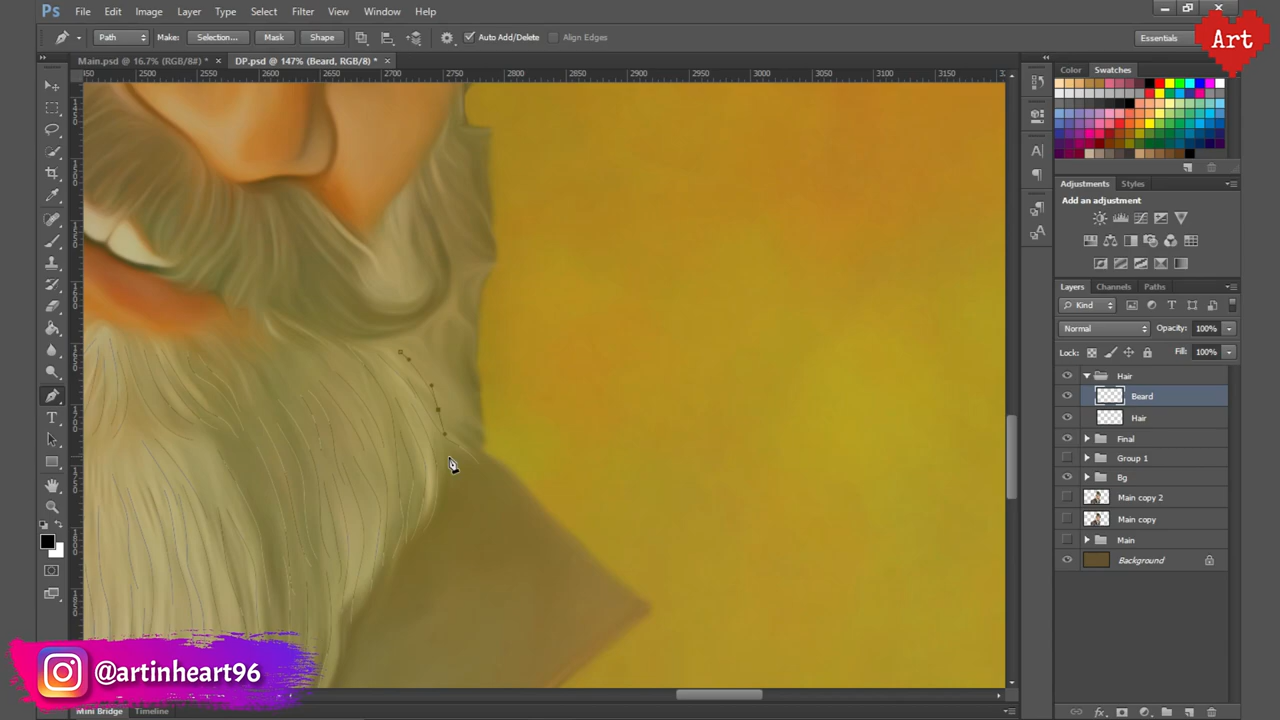 Ps File Edit Image Layer Type Select Filter View Window Help
Art
Path Make: Selection... Mask Shape Auto Add/Delete Align Edges Essentials
Main.psd @ 16.7% (RGB/8#) * × DP.psd @ 147% (Beard, RGB/8) * ×
2500 2550 2600 2650 2700 2750 2800 2850 2900 2950 3000 3050 3100 3150
Color Swatches
Adjustments Styles
Add an adjustment
Layers Channels Paths
Kind
Normal Opacity: 100%
Lock: Fill: 100%
Hair
Beard
Hair
Final
Group 1
Bg
Main copy 2
Main copy
Main
Background
@artinheart96
Mini Bridge Timeline